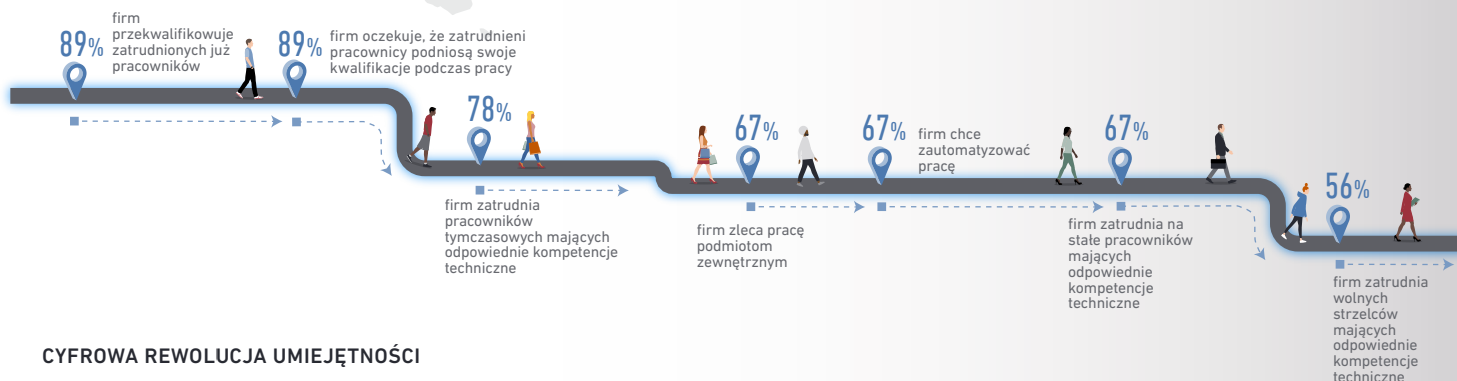 89%
firm
przekwalifikowuje
zatrudnionych już
pracowników
89%
firm oczekuje, że zatrudnieni
pracownicy podniosą swoje
kwalifikacje podczas pracy
78%
firm zatrudnia
pracowników
tymczasowych mających
odpowiednie kompetencje
techniczne
67%
firm zleca pracę
podmiotom
zewnętrznym
67%
firm chce
zautomatyzować
pracę
67%
firm zatrudnia na
stałe pracowników
mających
odpowiednie
kompetencje
techniczne
56%
firm zatrudnia
wolnych
strzelców
mających
odpowiednie
kompetencje
techniczne
CYFROWA REWOLUCJA UMIEJĘTNOŚCI